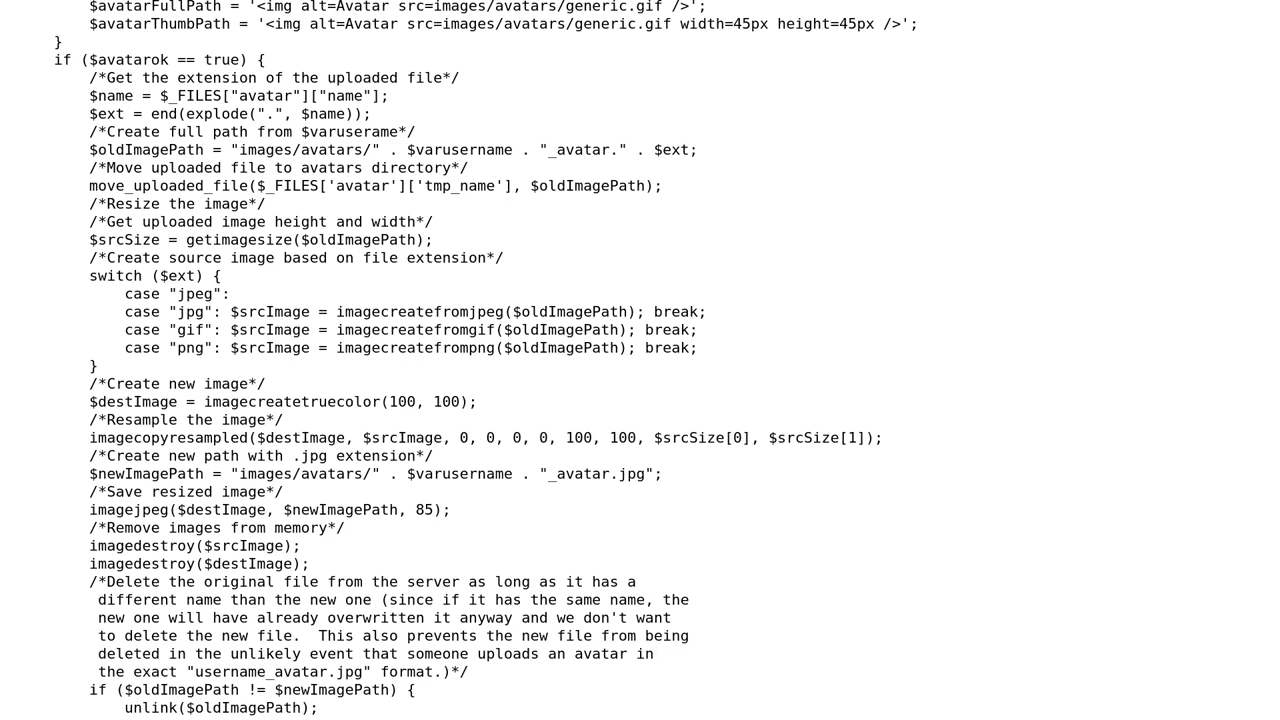 $avatarFullPath = '<img alt=Avatar src=images/avatars/generic.gif />';
$avatarThumbPath = '<img alt=Avatar src=images/avatars/generic.gif width=45px height=45px />';
}
if ($avatarok == true) {
/*Get the extension of the uploaded file*/
$name = $_FILES["avatar"]["name"];
$ext = end(explode(".", $name));
/*Create full path from $varuserame*/
$oldImagePath = "images/avatars/" . $varusername . "_avatar." . $ext;
/*Move uploaded file to avatars directory*/
move_uploaded_file($_FILES['avatar']['tmp_name'], $oldImagePath);
/*Resize the image*/
/*Get uploaded image height and width*/
$srcSize = getimagesize($oldImagePath);
/*Create source image based on file extension*/
switch ($ext) {
case "jpeg":
case "jpg": $srcImage = imagecreatefromjpeg($oldImagePath); break;
case "gif": $srcImage = imagecreatefromgif($oldImagePath); break;
case "png": $srcImage = imagecreatefrompng($oldImagePath); break;
}
/*Create new image*/
$destImage = imagecreatetruecolor(100, 100);
/*Resample the image*/
imagecopyresampled($destImage, $srcImage, 0, 0, 0, 0, 100, 100, $srcSize[0], $srcSize[1]);
/*Create new path with .jpg extension*/
$newImagePath = "images/avatars/" . $varusername . "_avatar.jpg";
/*Save resized image*/
imagejpeg($destImage, $newImagePath, 85);
/*Remove images from memory*/
imagedestroy($srcImage);
imagedestroy($destImage);
/*Delete the original file from the server as long as it has a
different name than the new one (since if it has the same name, the
new one will have already overwritten it anyway and we don't want
to delete the new file.  This also prevents the new file from being
deleted in the unlikely event that someone uploads an avatar in
the exact "username_avatar.jpg" format.)*/
if ($oldImagePath != $newImagePath) {
unlink($oldImagePath);